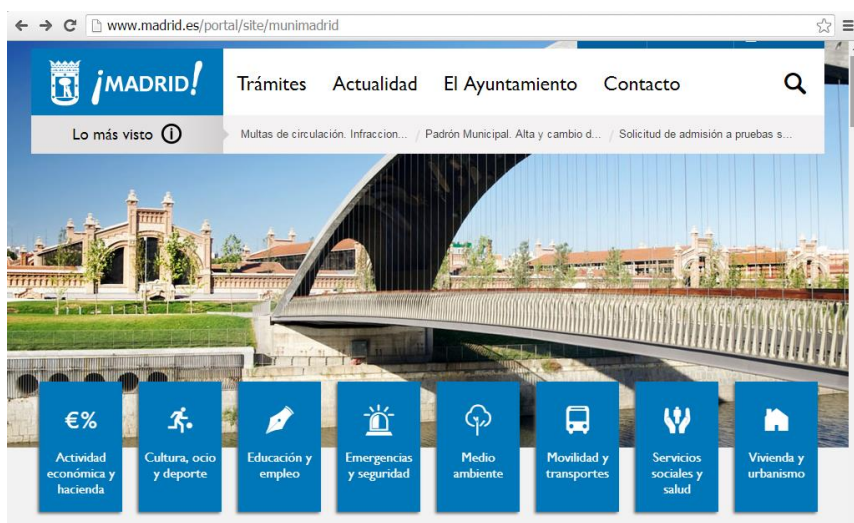 www.madrid.es/portal/site/munimadrid
¡MADRID!
Trámites Actualidad El Ayuntamiento Contacto
Lo más visto
Multas de circulación. Infraccion... / Padrón Municipal. Alta y cambio d... / Solicitud de admisión a pruebas s...
€%
Actividad
económica y
hacienda
Cultura, ocio
y deporte
Educación y
empleo
Emergencias
y seguridad
Medio
ambiente
Movilidad y
transportes
Servicios
sociales y
salud
Vivienda y
urbanismo